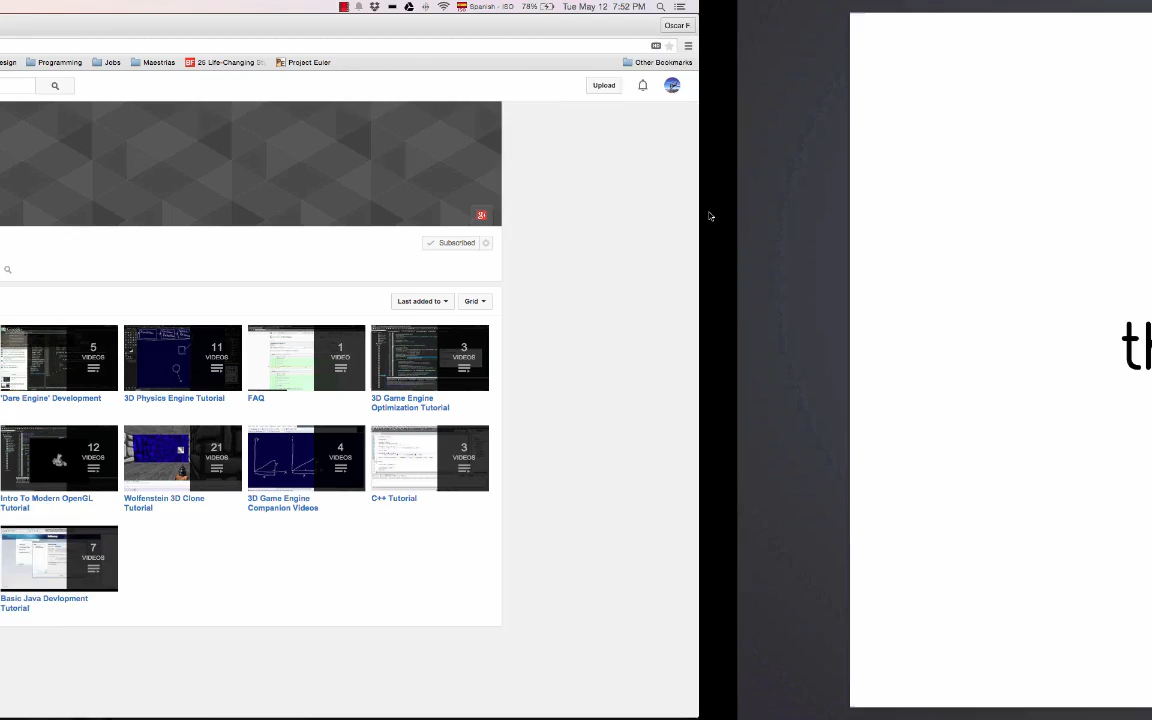 Spanish - ISO 78% Tue May 12 7:52 PM
Oscar F.
Programming Jobs Maestrias 25 Life-Changing Project Euler Other Bookmarks
Upload
Subscribed
Last added to Grid
5 VIDEOS
11 VIDEOS
1 VIDEO
3 VIDEOS
'Dare Engine' Development
3D Physics Engine Tutorial
FAQ
3D Game Engine
Optimization Tutorial
12 VIDEOS
21 VIDEOS
4 VIDEOS
3 VIDEOS
Intro To Modern OpenGL
Tutorial
Wolfenstein 3D Clone
Tutorial
3D Game Engine
Companion Videos
C++ Tutorial
7 VIDEOS
Basic Java Devlopment
Tutorial